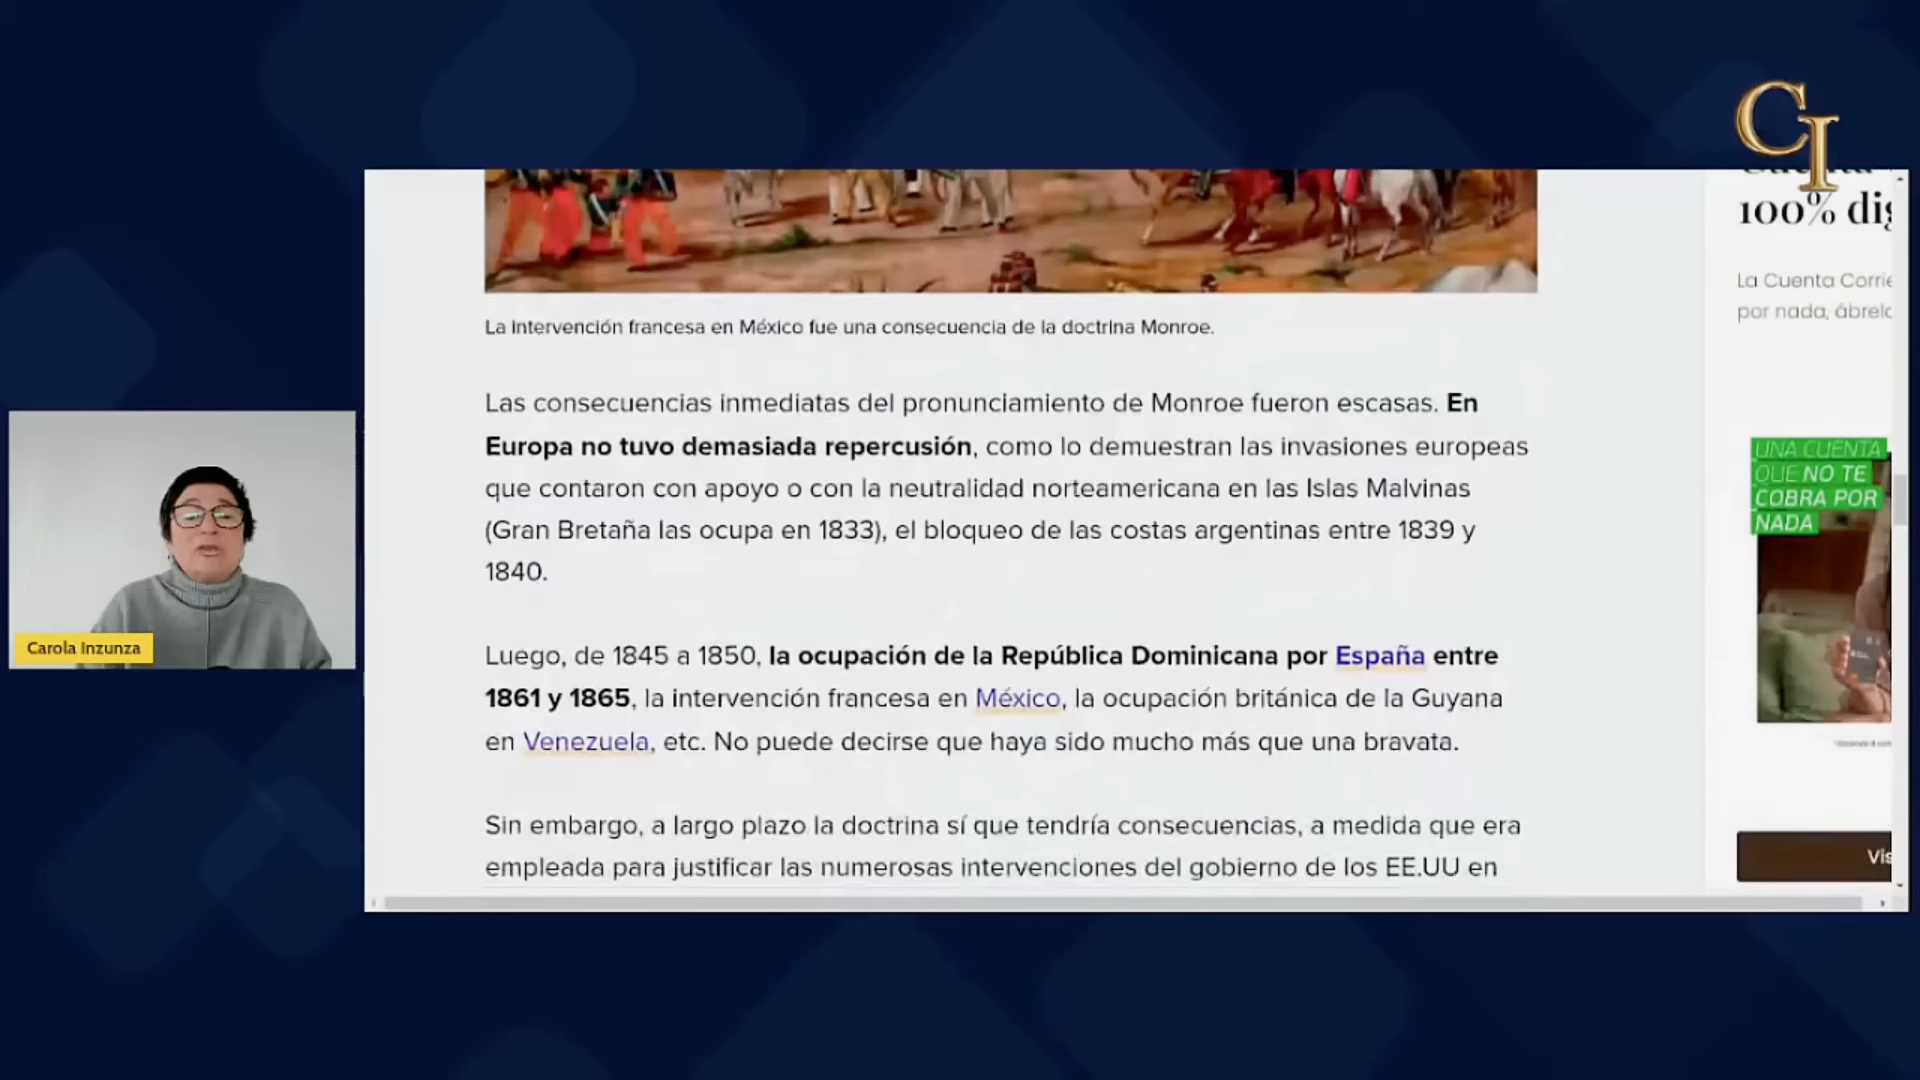 CI
100%
La Cuenta
por nada,
La intervención francesa en México fue una consecuencia de la doctrina Monroe.
Las consecuencias inmediatas del pronunciamiento de Monroe fueron escasas. En
Europa no tuvo demasiada repercusión, como lo demuestran las invasiones europeas
que contaron con apoyo o con la neutralidad norteamericana en las Islas Malvinas
(Gran Bretaña las ocupa en 1833), el bloqueo de las costas argentinas entre 1839 y
1840.
Luego, de 1845 a 1850, la ocupación de la República Dominicana por España entre
1861 y 1865, la intervención francesa en México, la ocupación británica de la Guyana
en Venezuela, etc. No puede decirse que haya sido mucho más que una bravata.
Sin embargo, a largo plazo la doctrina sí que tendría consecuencias, a medida que era
empleada para justificar las numerosas intervenciones del gobierno de los EE.UU en
UNA CUENTA
QUE NO TE
COBRA POR
NADA
Carola Inzunza